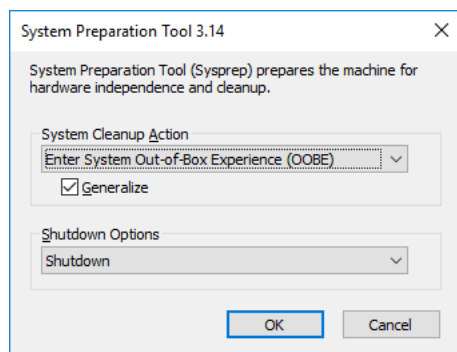 System Preparation Tool 3.14
System Preparation Tool (Sysprep) prepares the machine for
hardware independence and cleanup.
System Cleanup Action
Enter System Out-of-Box Experience (OOBE)
Generalize
Shutdown Options
Shutdown
OK Cancel